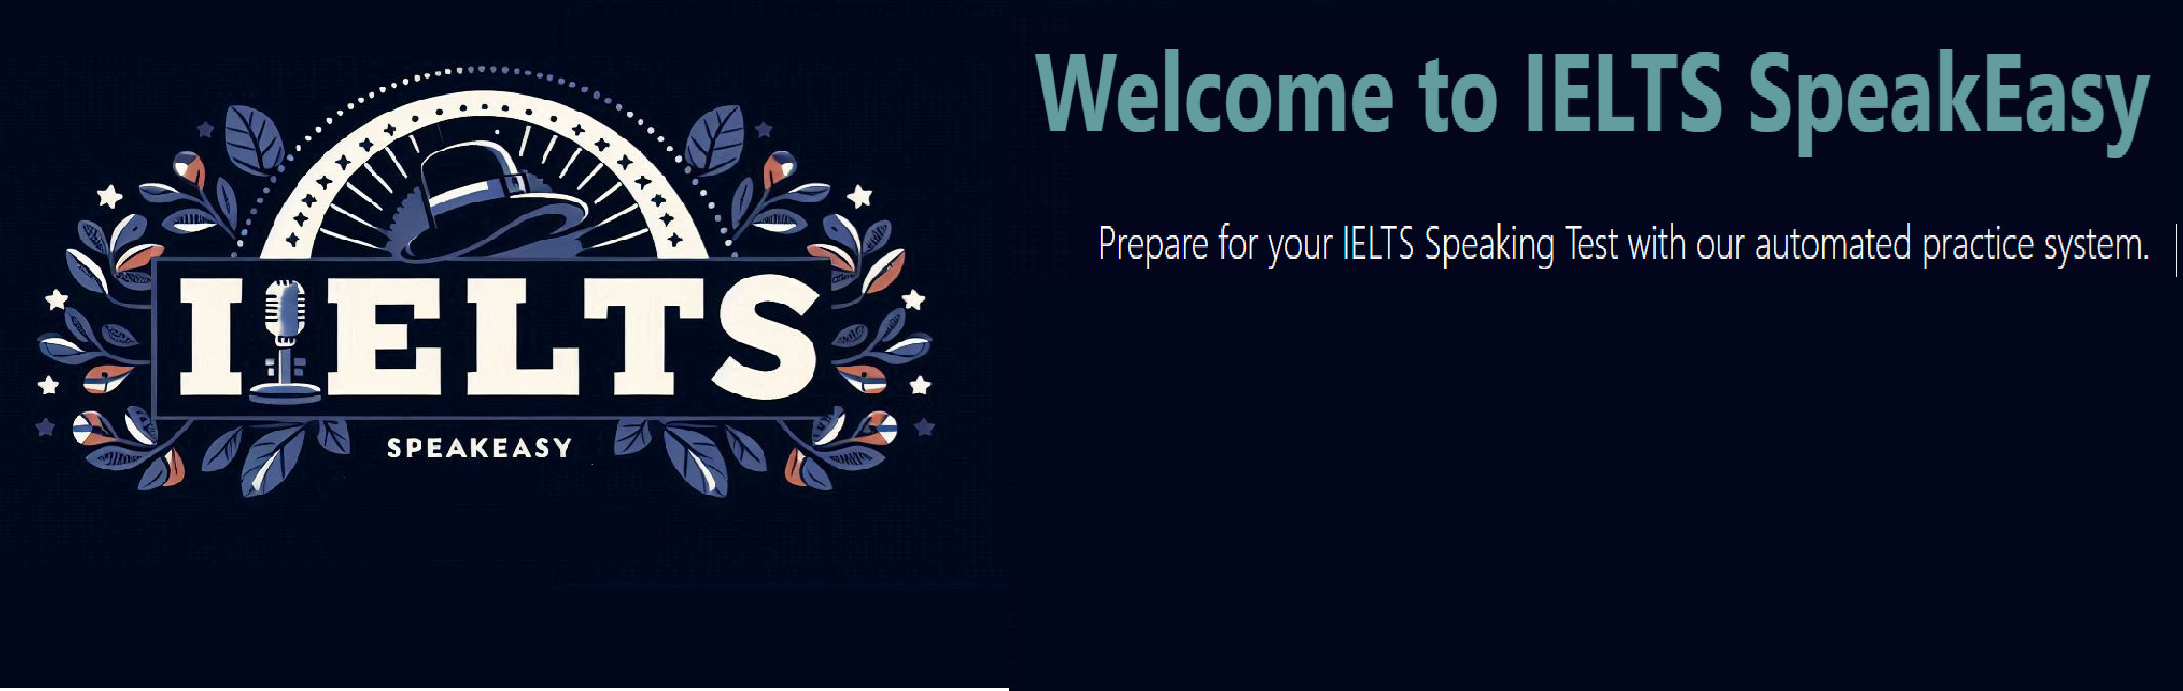 IELTS
SPEAKEASY
Welcome to IELTS SpeakEasy
Prepare for your IELTS Speaking Test with our automated practice system.